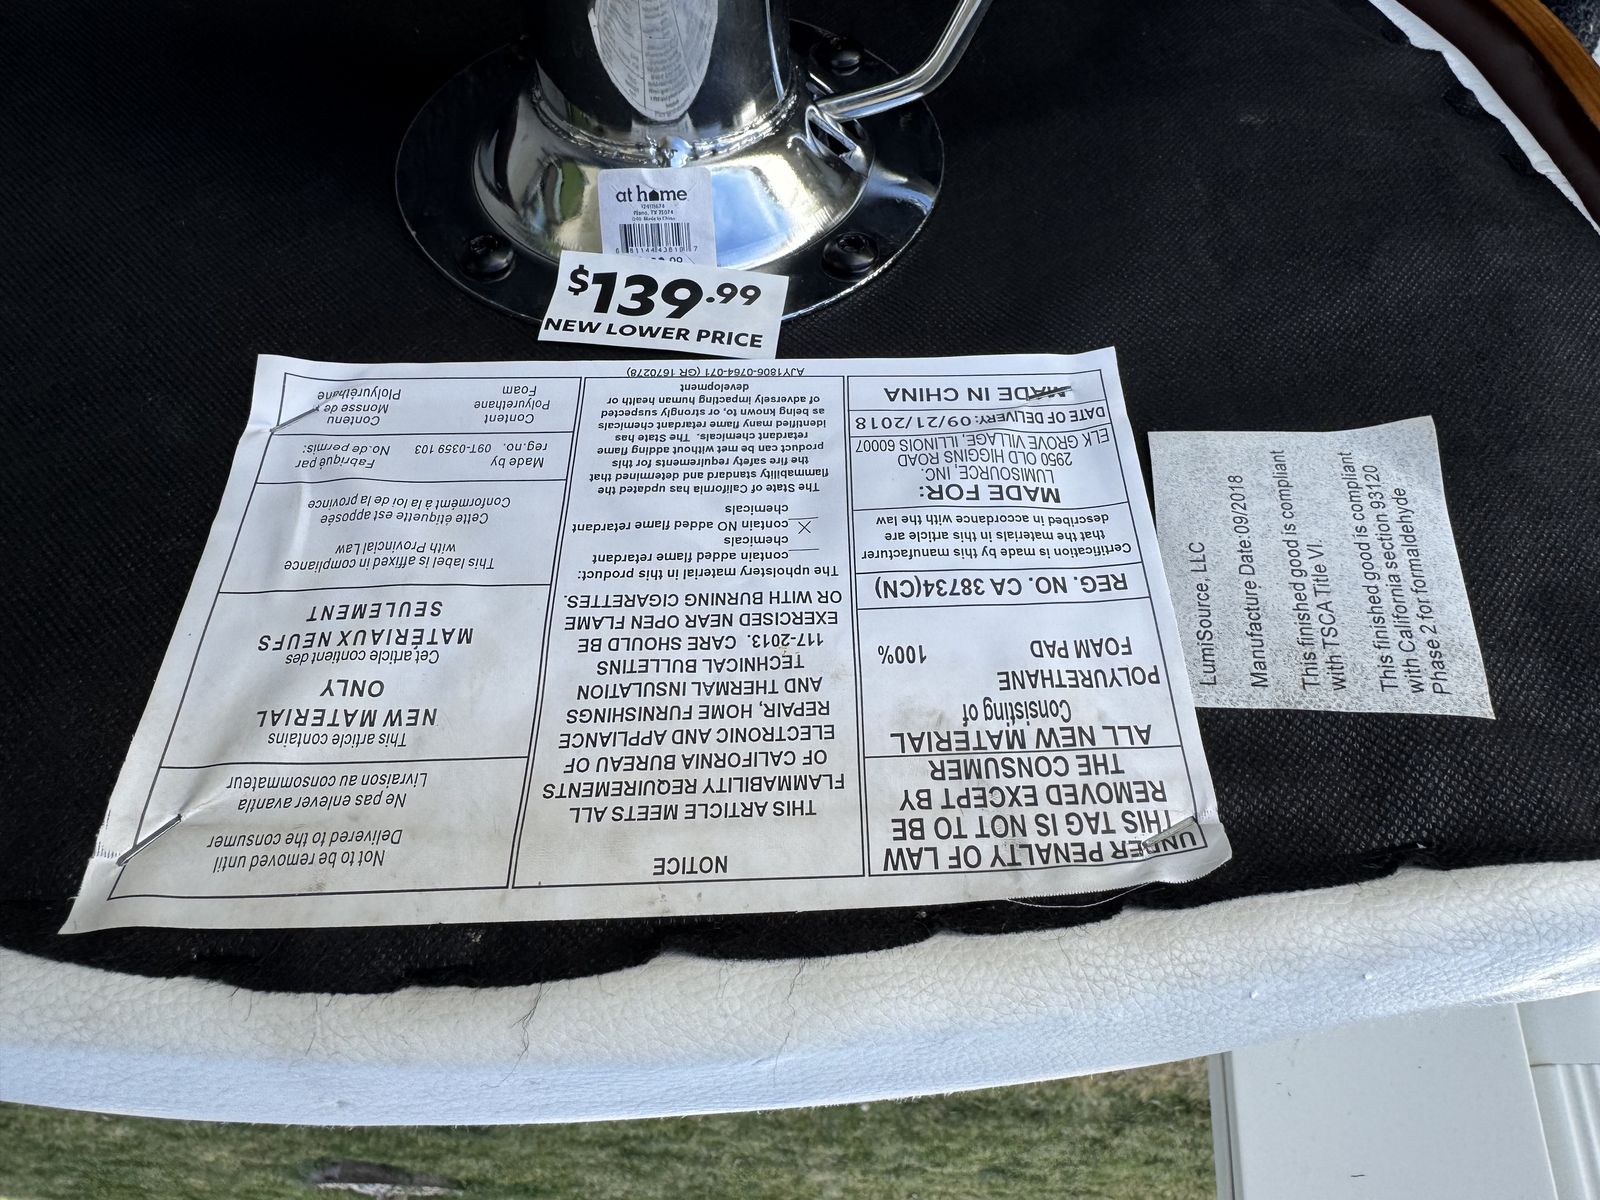 at home
Plano, TX 75074
$139.99
NEW LOWER PRICE
UNDER PENALTY OF LAW
THIS TAG IS NOT TO BE
REMOVED EXCEPT BY
THE CONSUMER
ALL NEW MATERIAL
Consisting of
POLYURETHANE
FOAM PAD 100%
REG. NO. CA 38734(CN)
Certification is made by this manufacturer
that the materials in this article are
described in accordance with the law
MADE FOR:
LUMISOURCE, INC.
2950 OLD HIGGINS ROAD
ELK GROVE VILLAGE, ILLINOIS 60007
DATE OF DELIVERY: 09/21/2018
MADE IN CHINA
NOTICE
THIS ARTICLE MEETS ALL
FLAMMABILITY REQUIREMENTS
OF CALIFORNIA BUREAU OF
ELECTRONIC AND APPLIANCE
REPAIR, HOME FURNISHINGS
AND THERMAL INSULATION
TECHNICAL BULLETINS
117-2013. CARE SHOULD BE
EXERCISED NEAR OPEN FLAME
OR WITH BURNING CIGARETTES.
The upholstery material in this product:
contain added flame retardant
chemicals
X contain NO added flame retardant
chemicals
The State of California has updated the
flammability standard and determined that
the fire safety requirements for this
product can be met without adding flame
retardant chemicals. The State has
identified many flame retardant chemicals
as being known to, or strongly suspected
of adversely impacting human health or
development
AJY1806-0764-071 (GR 1670278)
Not to be removed until
Delivered to the consumer
Ne pas enlever avantla
Livraison au consommateur
This article contains
NEW MATERIAL
ONLY
Cet article contient des
MATÉRIAUX NEUFS
SEULEMENT
This label is affixed in compliance
with Provincial Law
Cette étiquette est apposée
Conformémt à la loi de la province
Made by Fabriqué par
reg.no. 09T-0359 103 No.de permis:
Content Contenu
Polyurethane Monsse de
Foam Plolyuréthane
LumiSource, LLC
Manufacture Date:09/2018
This finished good is compliant
with TSCA Title VI.
This finished good is compliant
with California section 93120
Phase 2 for formaldehyde